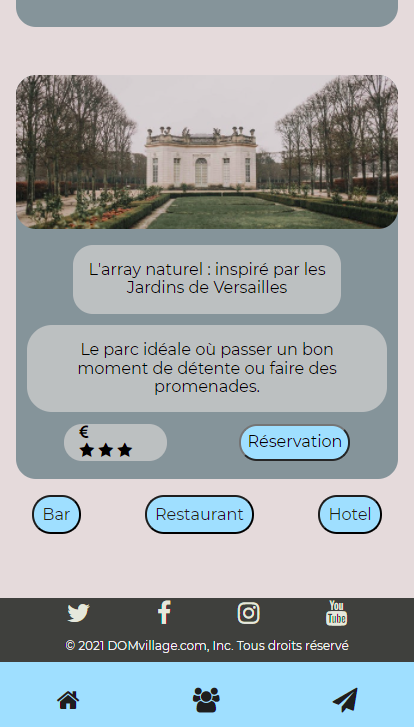 L'array naturel : inspiré par les
Jardins de Versailles
Le parc idéale où passer un bon
moment de détente ou faire des
promenades.
€
Réservation
Bar
Restaurant
Hotel
You
Tube
© 2021 DOMvillage.com, Inc. Tous droits réservé